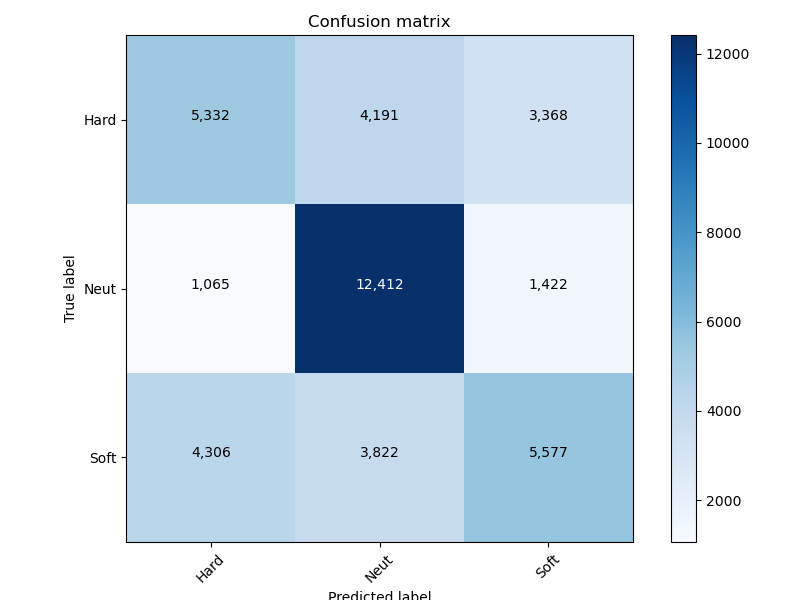 Confusion matrix
Hard 5,332 4,191 3,368
Neut 1,065 12,412 1,422
Soft 4,306 3,822 5,577
True label
Hard Neut Soft
Predicted label
12000
10000
8000
6000
4000
2000